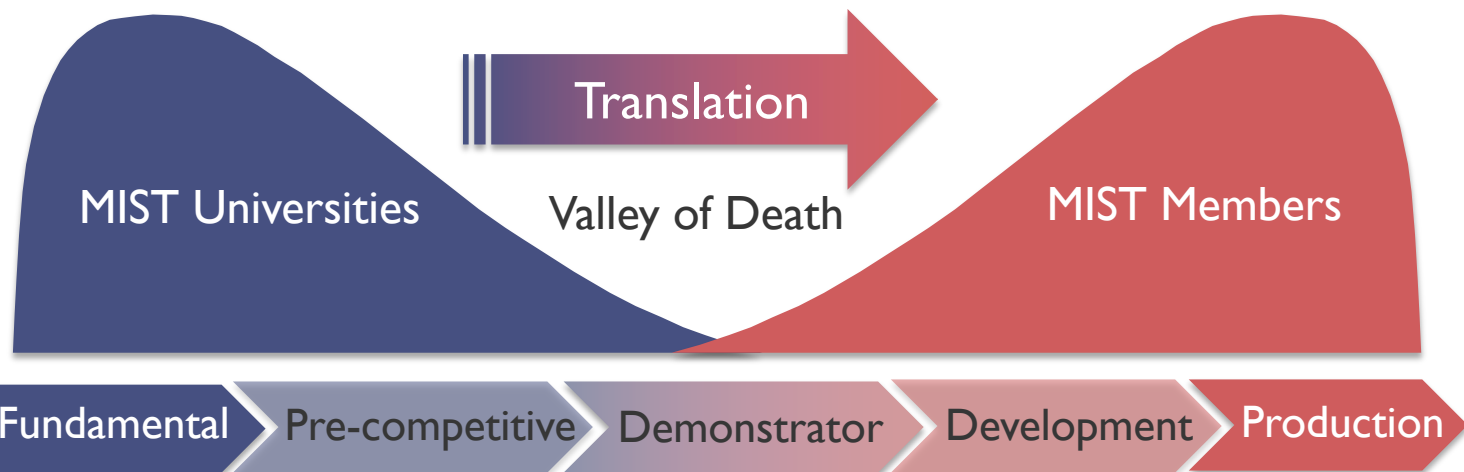 Translation
MIST Universities
Valley of Death
MIST Members
Fundamental
Pre-competitive
Demonstrator
Development
Production